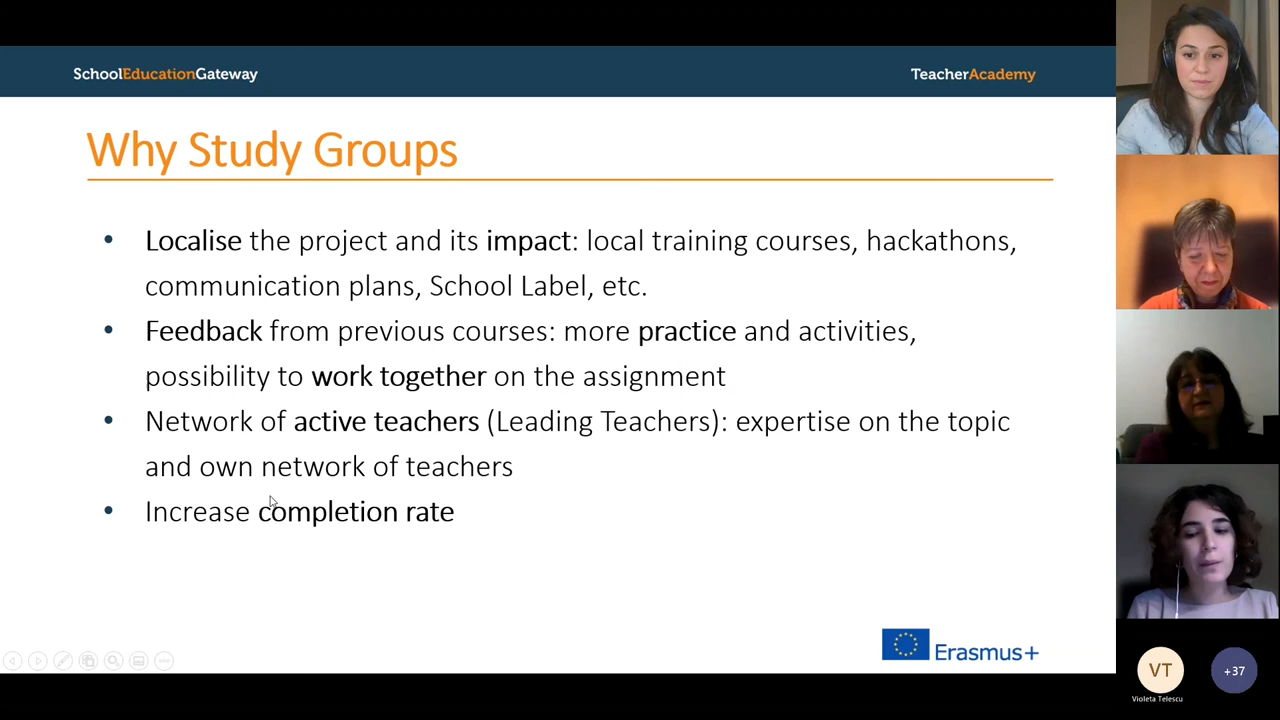 SchoolEducationGateway
TeacherAcademy
Why Study Groups
• Localise the project and its impact: local training courses, hackathons,
communication plans, School Label, etc.
• Feedback from previous courses: more practice and activities,
possibility to work together on the assignment
• Network of active teachers (Leading Teachers): expertise on the topic
and own network of teachers
• Increase completion rate
Erasmus+
VT
+37
Violeta Telescu